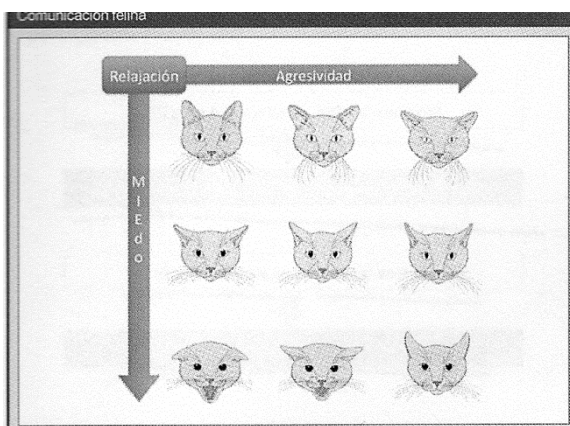 Comunicación felina
Relajación
Agresividad
M
I
E
d
o